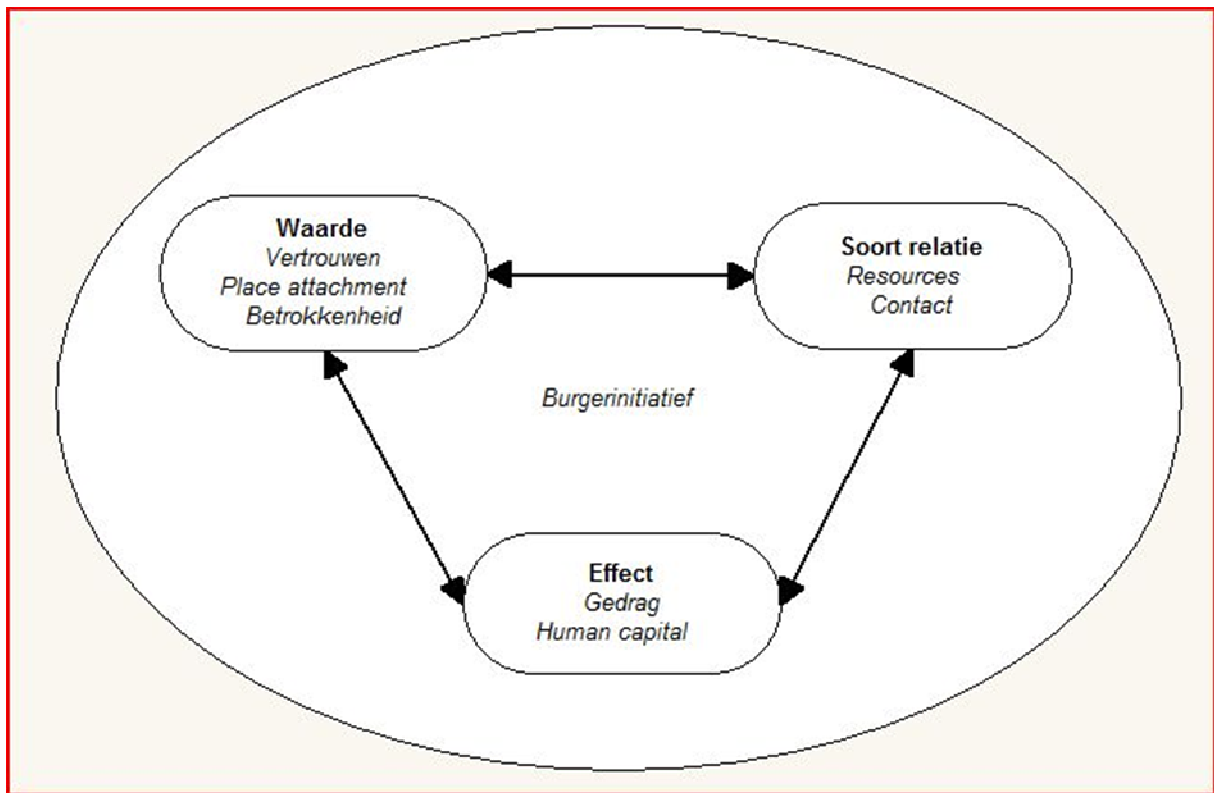 Waarde
Vertrouwen
Place attachment
Betrokkenheid
Soort relatie
Resources
Contact
Burgerinitiatief
Effect
Gedrag
Human capital